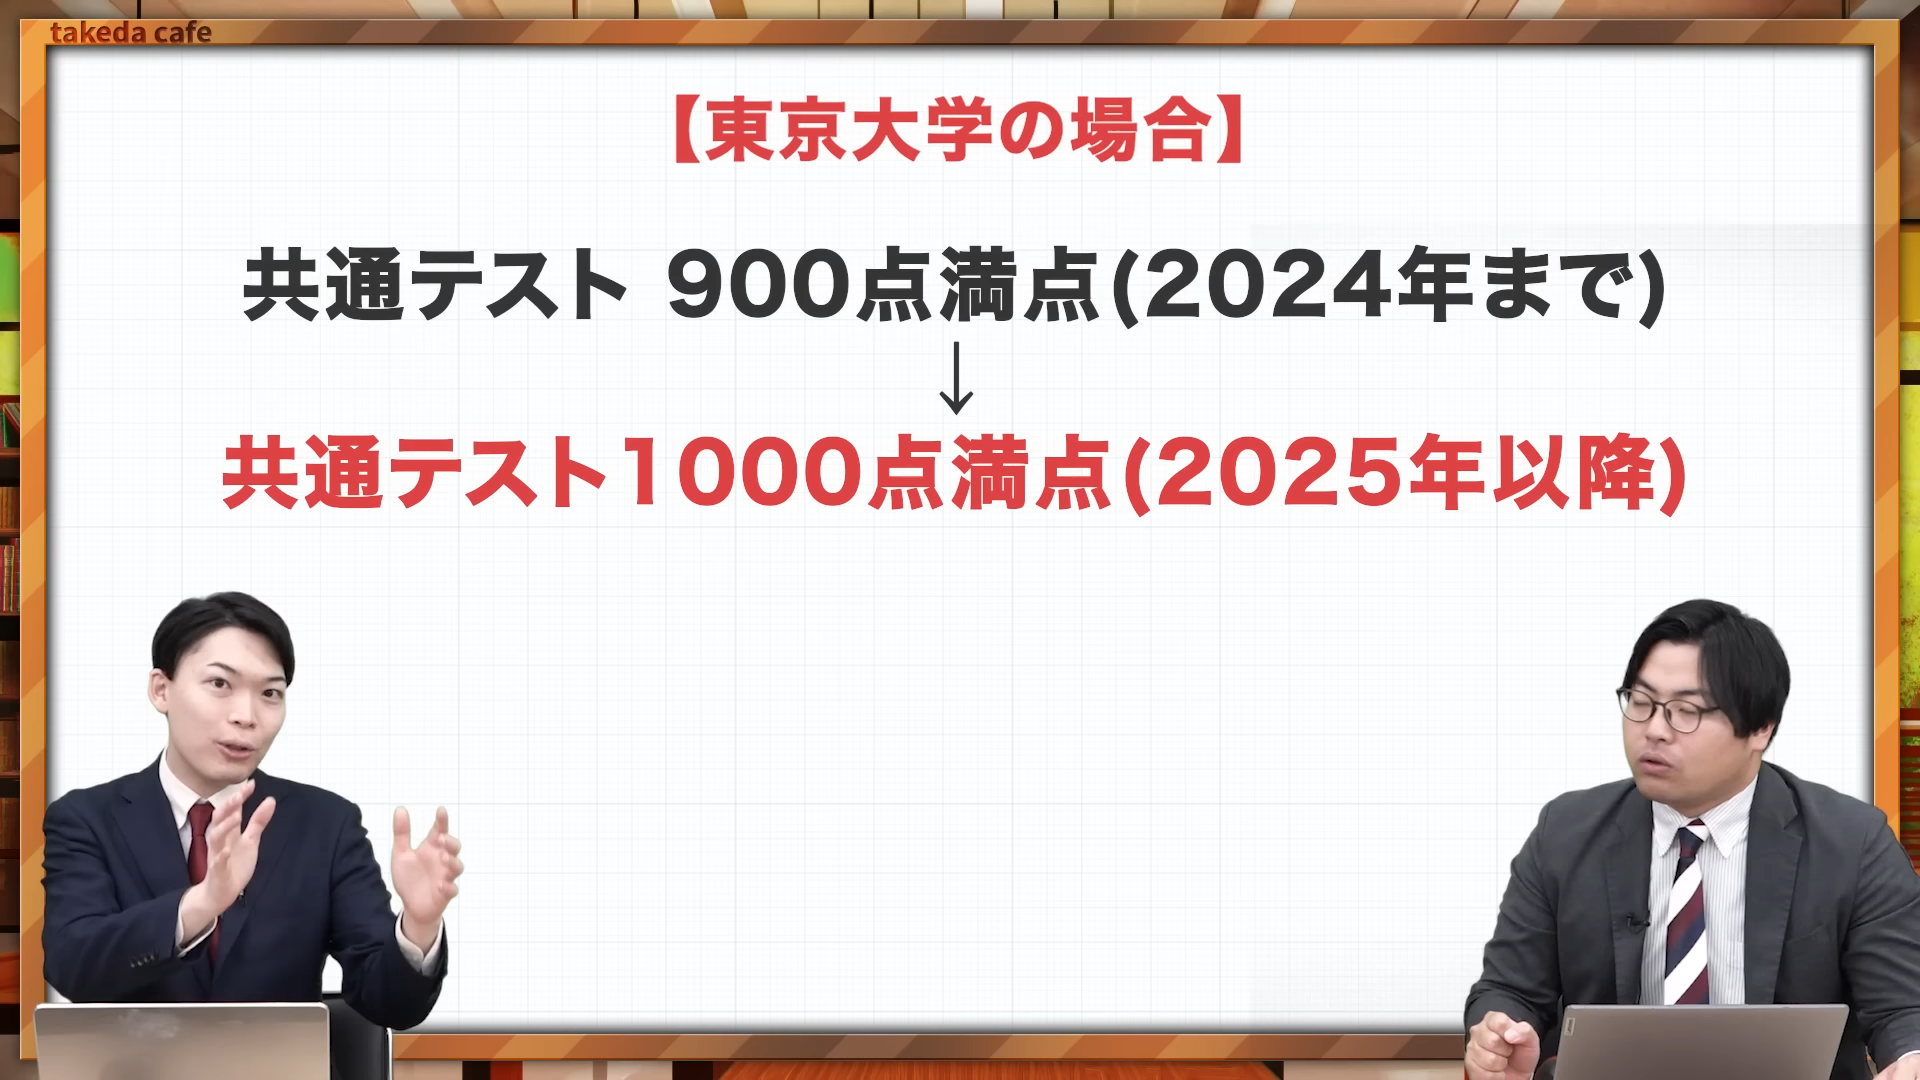 takeda cafe
【東京大学の場合】
共通テスト 900点満点(2024年まで)
↓
共通テスト1000点満点(2025年以降)